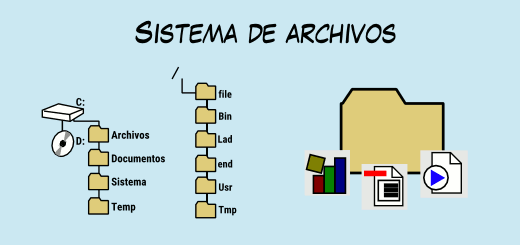 SISTEMA DE ARCHIVOS
C:
D:
Archivos
Documentos
Sistema
Temp
/
file
Bin
Lad
end
Usr
Tmp